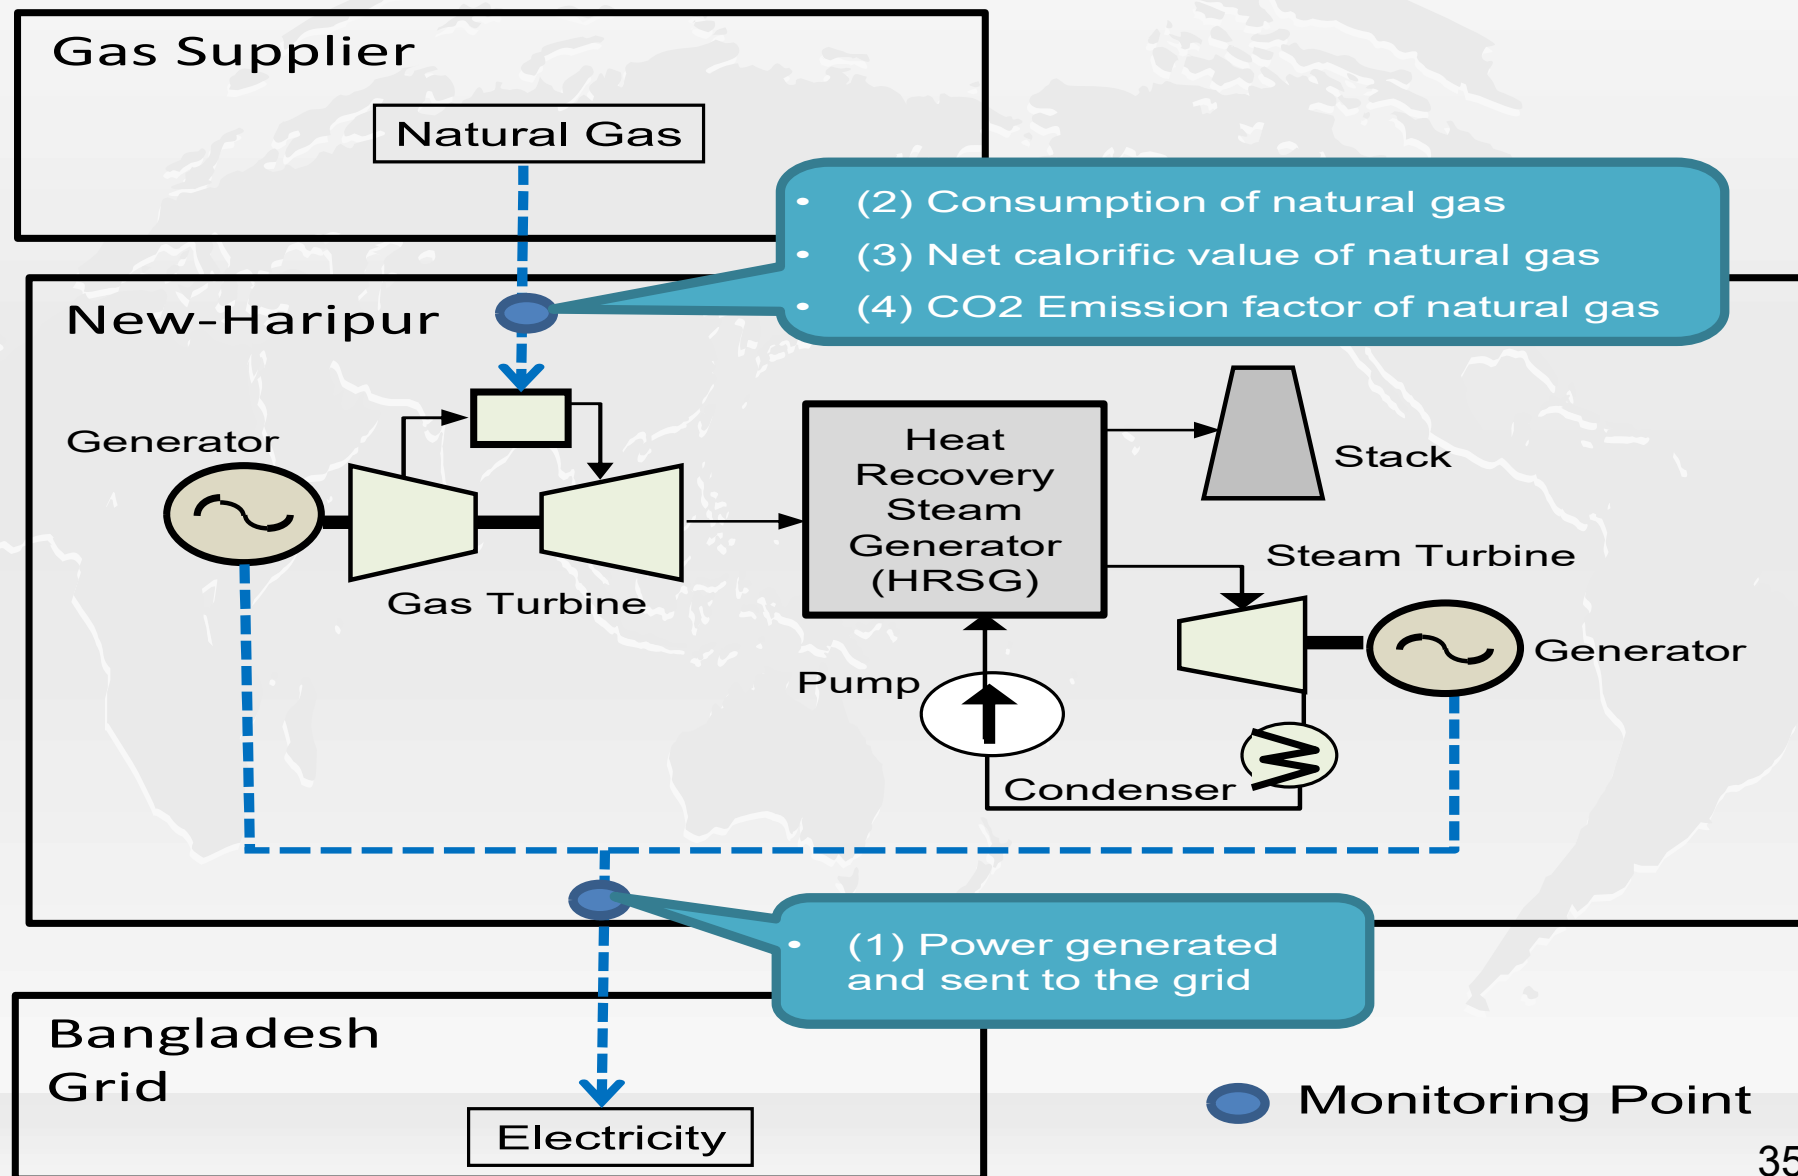 Gas Supplier
Natural Gas
• (2) Consumption of natural gas
• (3) Net calorific value of natural gas
• (4) CO2 Emission factor of natural gas
New-Haripur
Generator
Gas Turbine
Heat
Recovery
Steam
Generator
(HRSG)
Stack
Steam Turbine
Generator
Pump
Condenser
• (1) Power generated
and sent to the grid
Bangladesh
Grid
Electricity
Monitoring Point
35